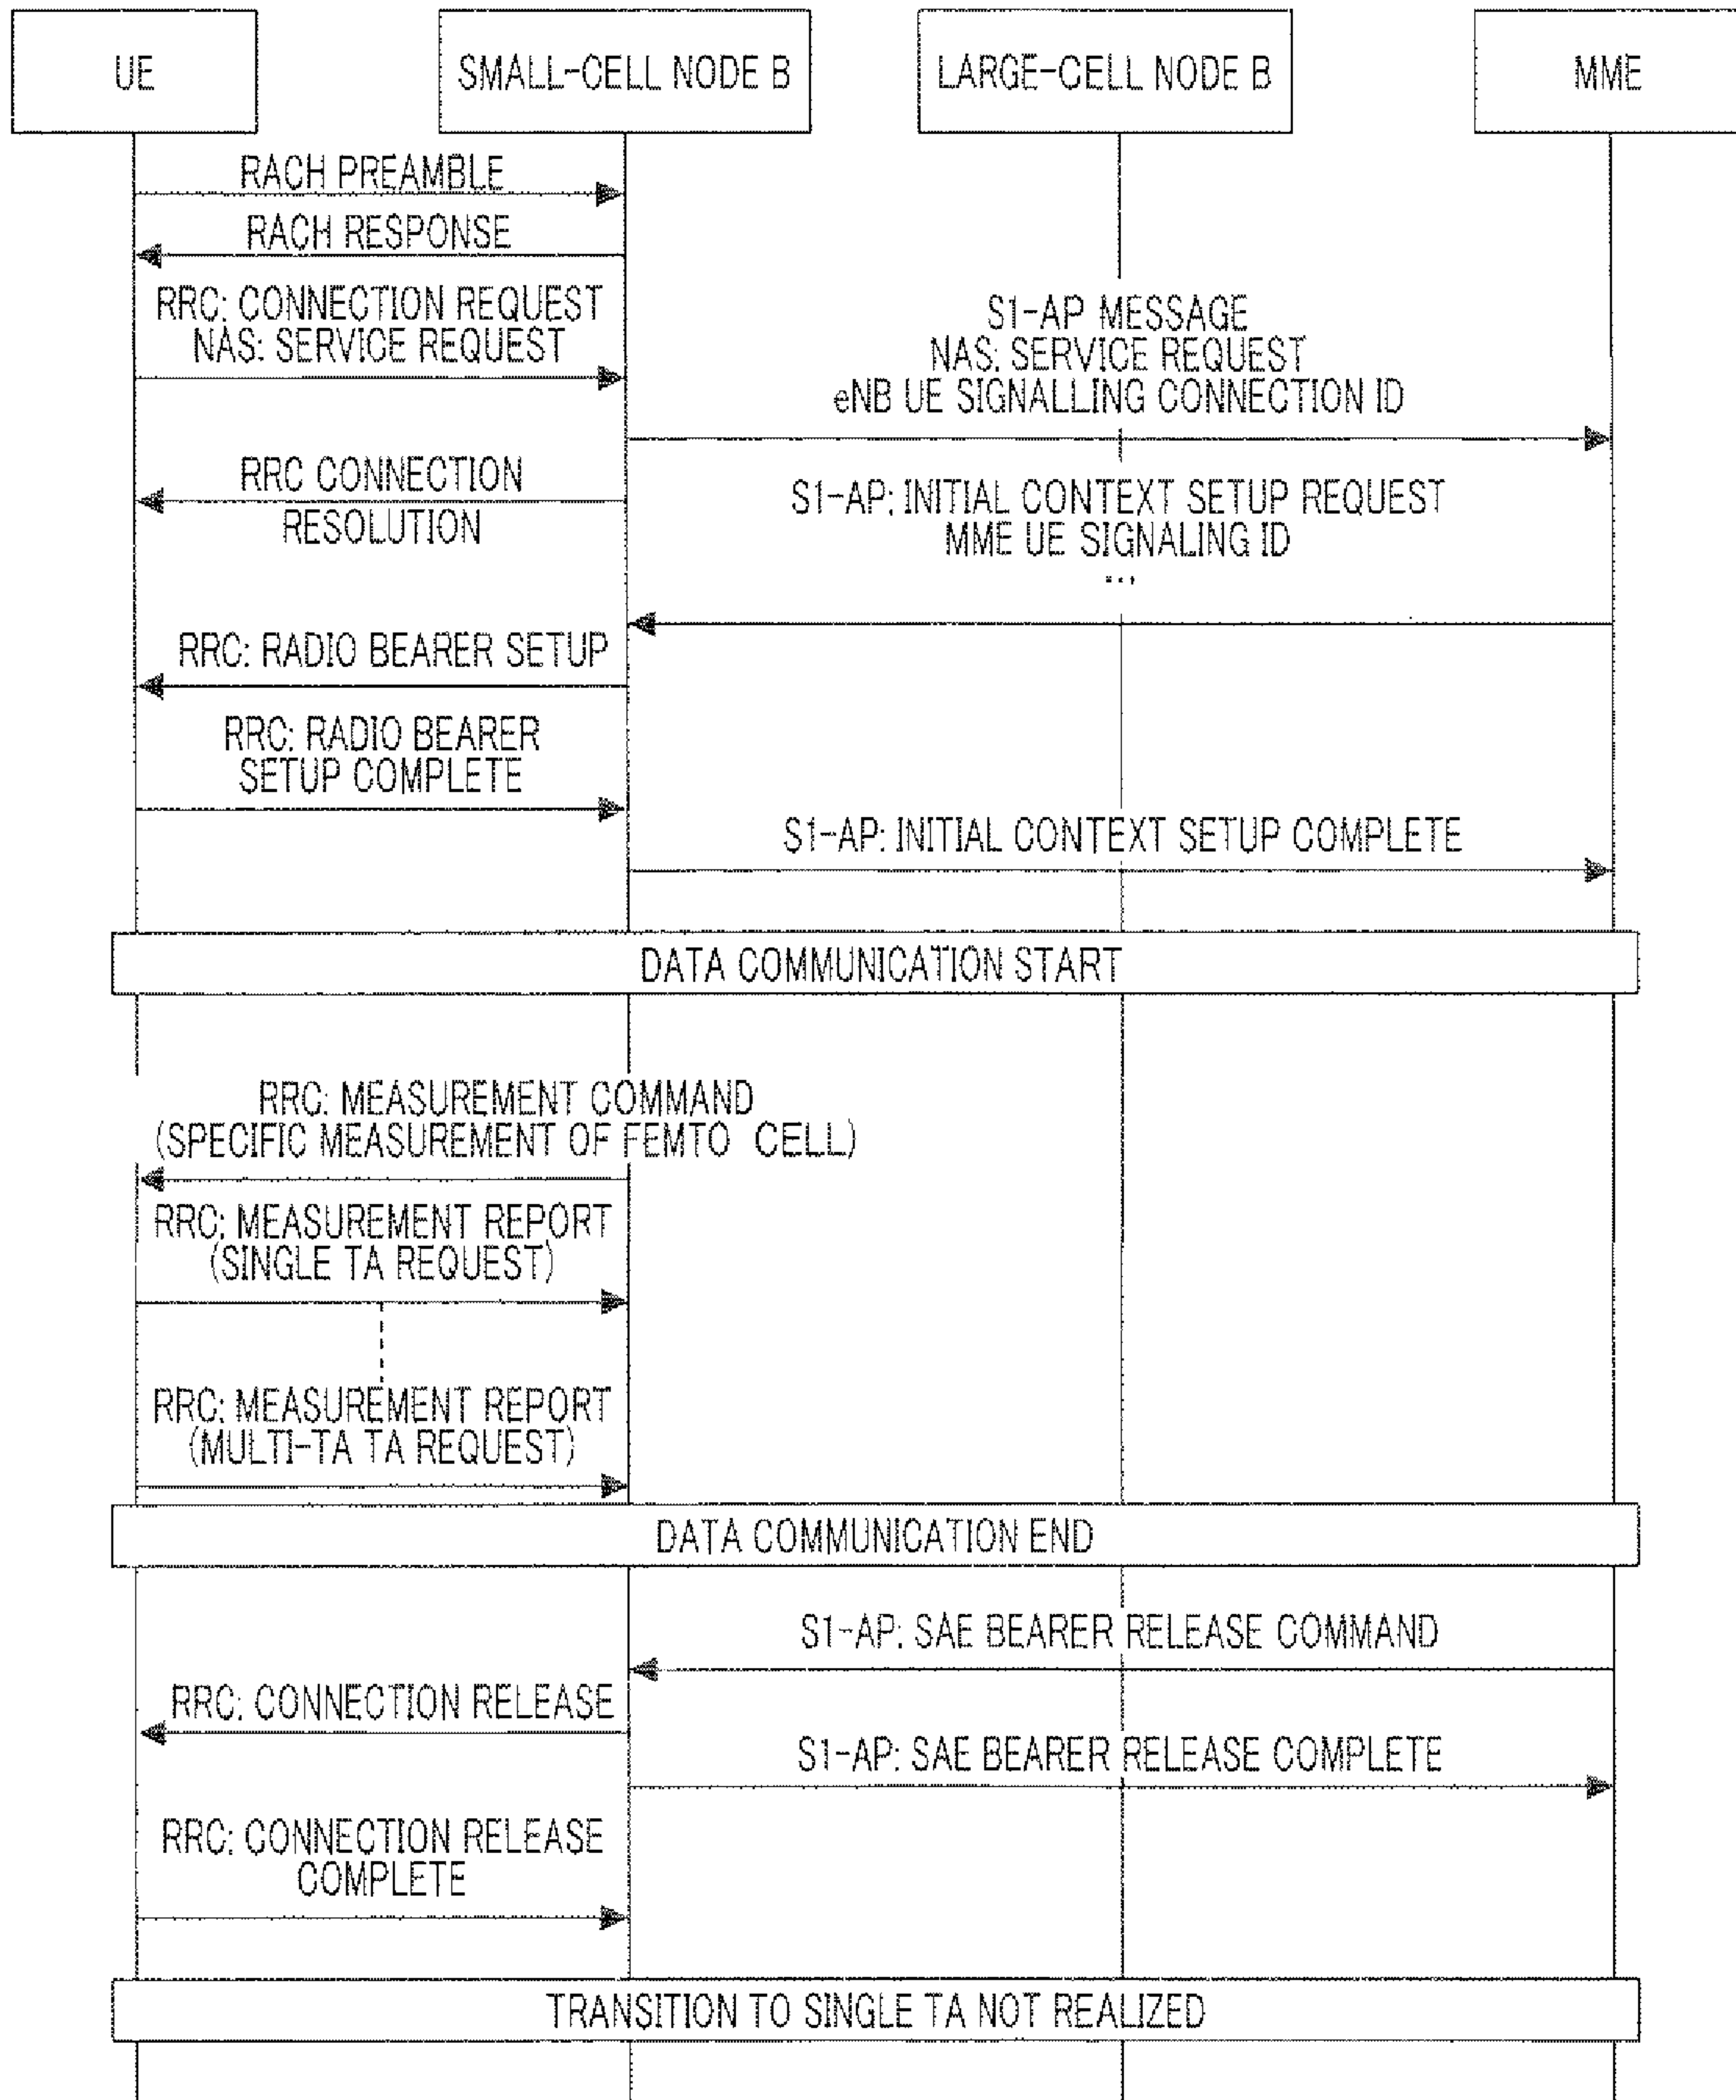 UE
SMALL-CELL NODE B
LARGE-CELL NODE B
MME
RACH PREAMBLE
RACH RESPONSE
RRC: CONNECTION REQUEST
NAS: SERVICE REQUEST
S1-AP MESSAGE
NAS: SERVICE REQUEST
eNB UE SIGNALLING CONNECTION ID
RRC CONNECTION
RESOLUTION
S1-AP: INITIAL CONTEXT SETUP REQUEST
MME UE SIGNALING ID
...
RRC: RADIO BEARER SETUP
RRC: RADIO BEARER
SETUP COMPLETE
S1-AP: INITIAL CONTEXT SETUP COMPLETE
DATA COMMUNICATION START
RRC: MEASUREMENT COMMAND
(SPECIFIC MEASUREMENT OF FEMTO CELL)
RRC: MEASUREMENT REPORT
(SINGLE TA REQUEST)
RRC: MEASUREMENT REPORT
(MULTI-TA TA REQUEST)
DATA COMMUNICATION END
S1-AP: SAE BEARER RELEASE COMMAND
RRC: CONNECTION RELEASE
S1-AP: SAE BEARER RELEASE COMPLETE
RRC: CONNECTION RELEASE
COMPLETE
TRANSITION TO SINGLE TA NOT REALIZED